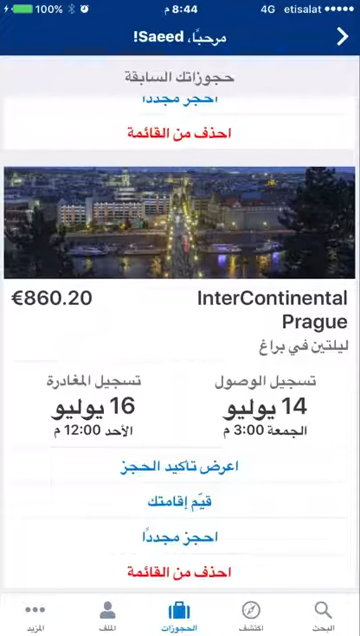 100% 8:44 م 4G etisalat
مرحبًا، Saeed!
حجوزاتك السابقة
احجز مجددًا
احذف من القائمة
InterContinental Prague €860.20
ليلتين في براغ
تسجيل الوصول تسجيل المغادرة
14 يوليو 16 يوليو
الجمعة 3:00 م الأحد 12:00 م
اعرض تأكيد الحجز
قيّم إقامتك
احجز مجددًا
احذف من القائمة
البحث اكتشف الحجوزات الملف المزيد